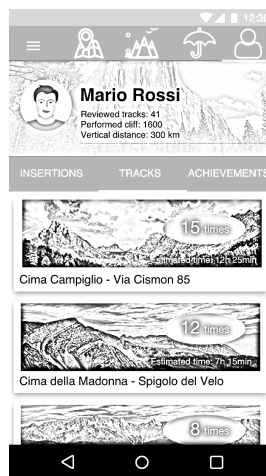 12:30
Mario Rossi
Reviewed tracks: 41
Performed cliff: 1600
Vertical distance: 300 km
INSERTIONS TRACKS ACHIEVEMENTS
15 times
Estimated time: 12h 25min
Cima Campiglio - Via Cismon 85
12 times
Estimated time: 7h 15min
Cima della Madonna - Spigolo del Velo
8 times